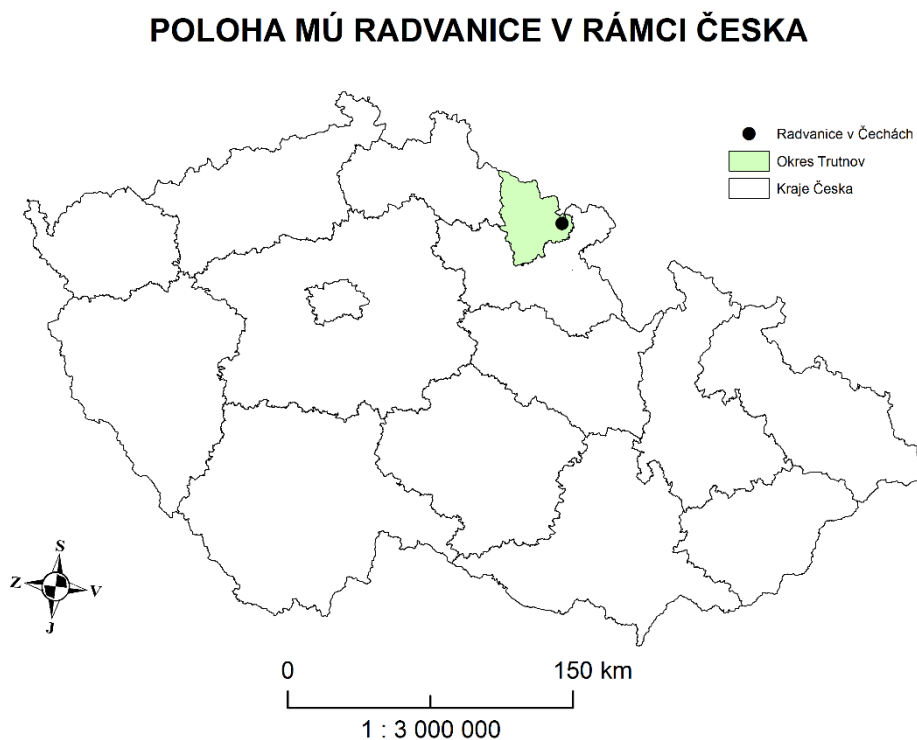 POLOHA MÚ RADVANICE V RÁMCI ČESKA
Radvanice v Čechách
Okres Trutnov
Kraje Česka
S
Z V
J
0 150 km
1 : 3 000 000